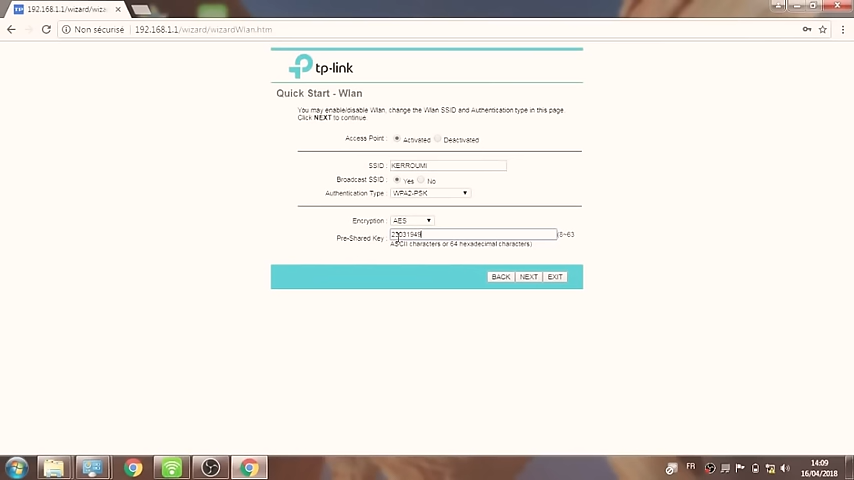 192.168.1.1/wizard/wiza
Non sécurisé
192.168.1.1/wizard/wizardWlan.htm
tp-link
Quick Start - Wlan
You may enable/disable Wlan, change the Wlan SSID and Authentication type in this page.
Click NEXT to continue.
Access Point : Activated Deactivated
SSID : KERROUMI
Broadcast SSID : Yes No
Authentication Type : WPA2-PSK
Encryption : AES
Pre-Shared Key : 23031949 (8~63
ASCII characters or 64 hexadecimal characters)
BACK NEXT EXIT
FR
14:09
16/04/2018